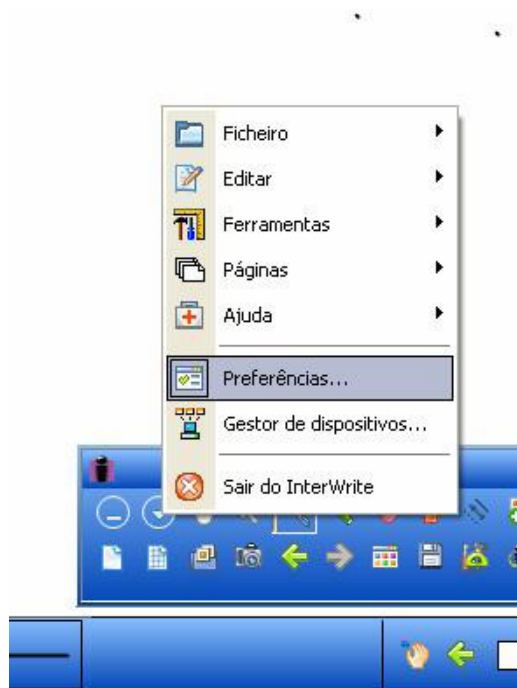 Ficheiro
Editar
Ferramentas
Páginas
Ajuda
Preferências...
Gestor de dispositivos...
Sair do InterWrite